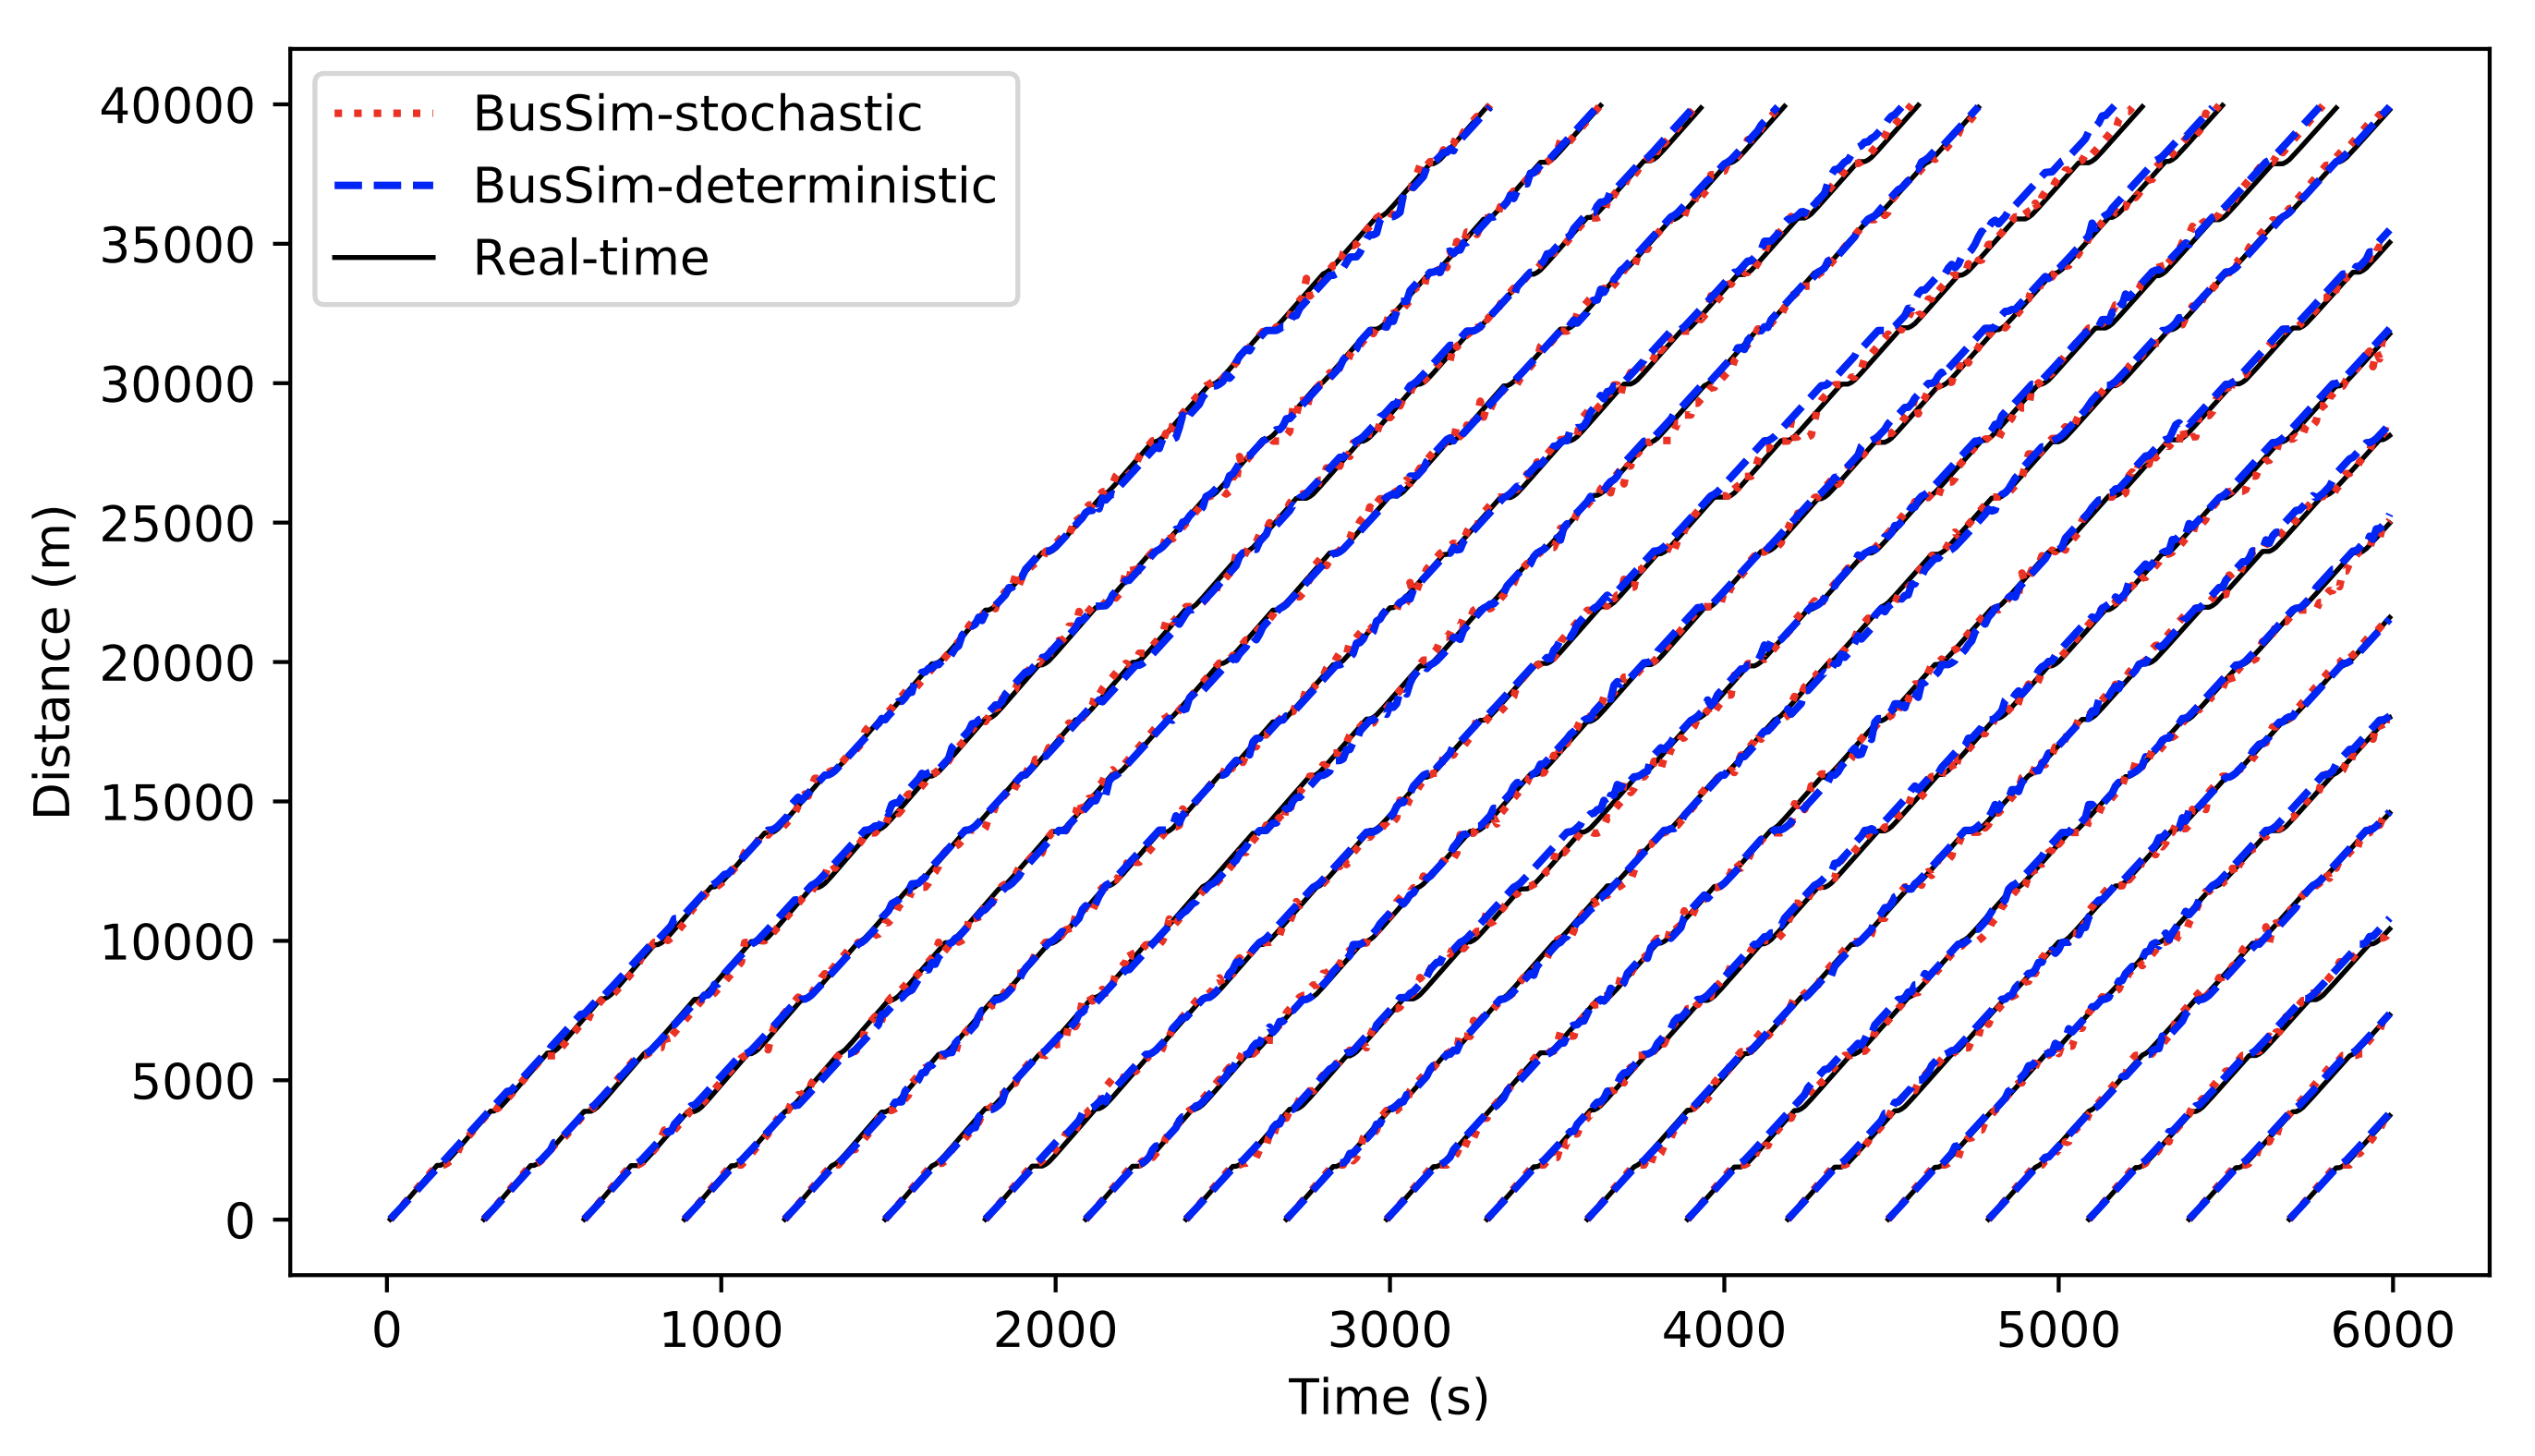 BusSim-stochastic
BusSim-deterministic
Real-time
40000
35000
30000
25000
20000
15000
10000
5000
0
Distance (m)
0 1000 2000 3000 4000 5000 6000
Time (s)